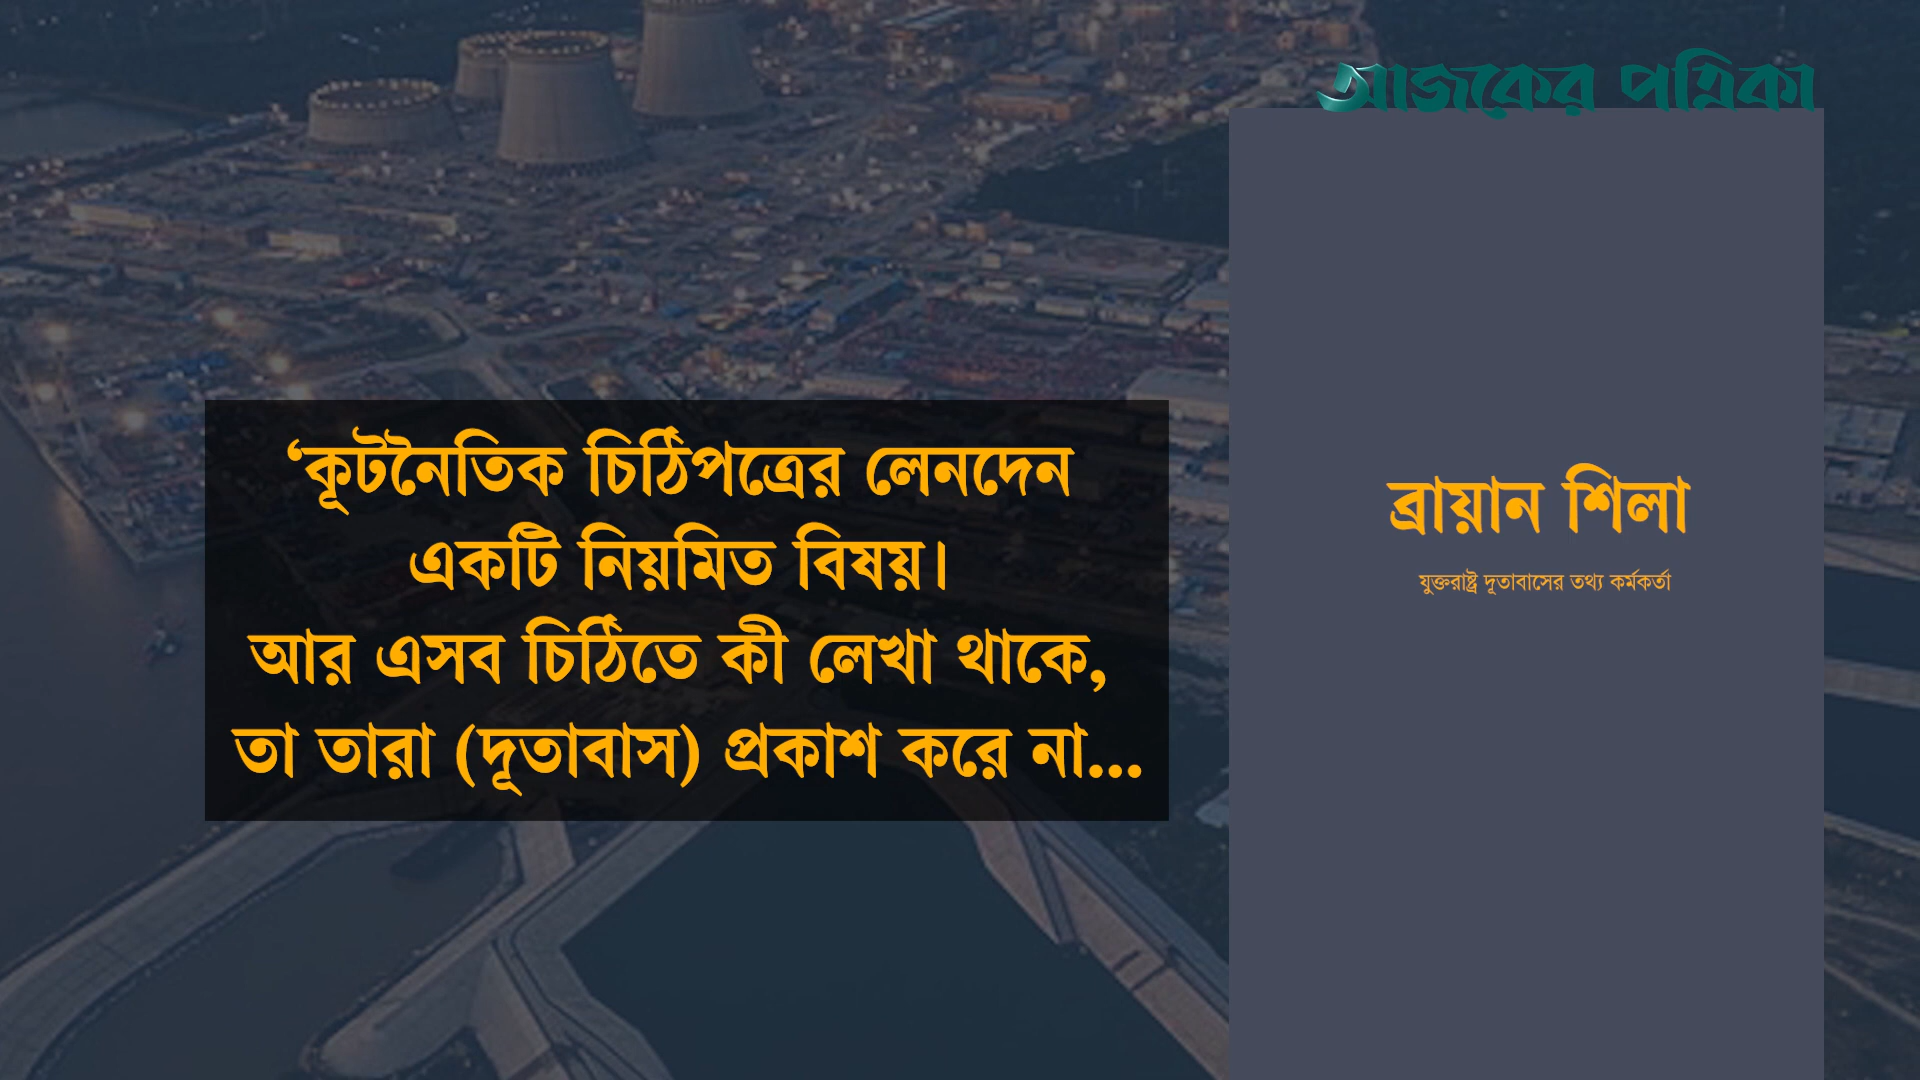 আজকের পত্রিকা
‘কূটনৈতিক চিঠিপত্রের লেনদেন
একটি নিয়মিত বিষয়।
আর এসব চিঠিতে কী লেখা থাকে,
তা তারা (দূতাবাস) প্রকাশ করে না...
ব্রায়ান শিলা
যুক্তরাষ্ট্র দূতাবাসের তথ্য কর্মকর্তা